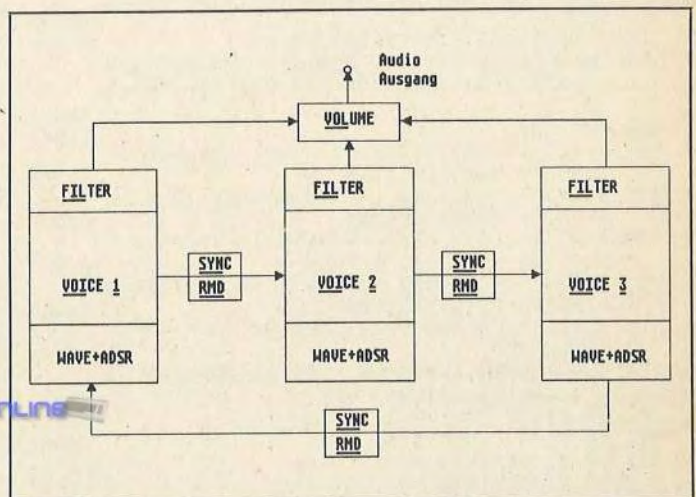 Audio
Ausgang
VOLUME
FILTER
FILTER
FILTER
SYNC
RMD
SYNC
RMD
VOICE 1
VOICE 2
VOICE 3
WAVE+ADSR
WAVE+ADSR
WAVE+ADSR
SYNC
RMD